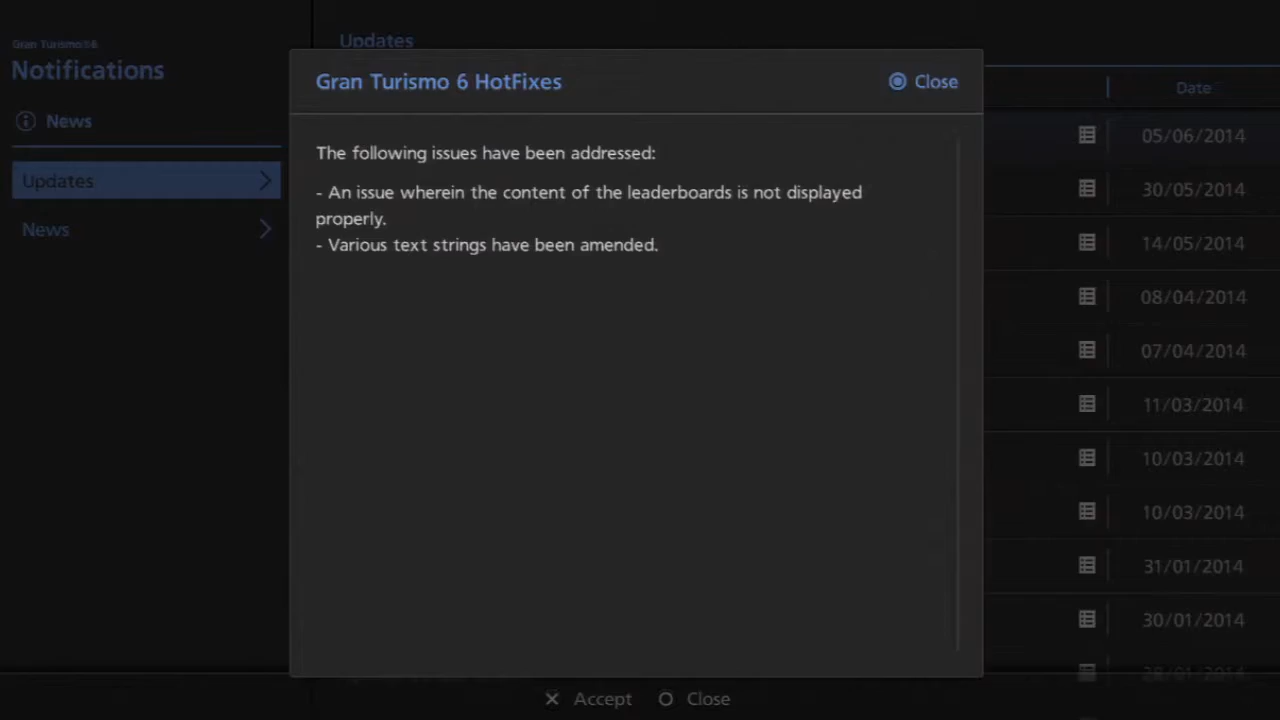 Gran Turismo®6
Notifications
News
Updates
News
Updates
Gran Turismo 6 HotFixes
Close
The following issues have been addressed:
- An issue wherein the content of the leaderboards is not displayed
properly.
- Various text strings have been amended.
Date
05/06/2014
30/05/2014
14/05/2014
08/04/2014
07/04/2014
11/03/2014
10/03/2014
10/03/2014
31/01/2014
30/01/2014
28/01/2014
Accept
Close